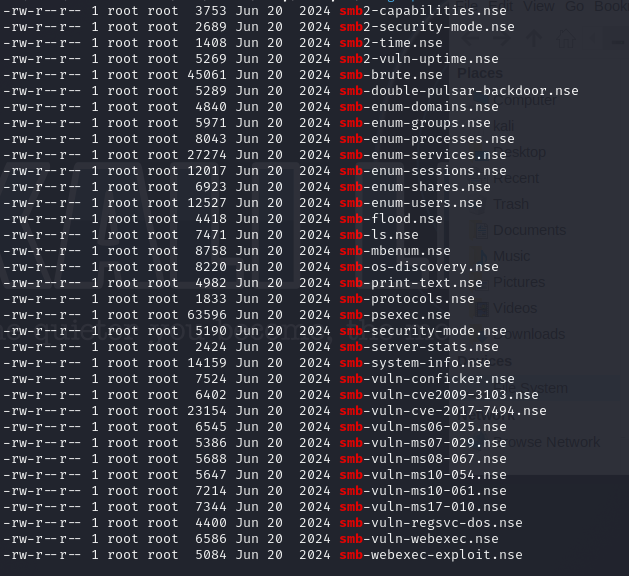 -rw-r--r-- 1 root root  3753 Jun 20  2024 smb2-capabilities.nse
-rw-r--r-- 1 root root  2689 Jun 20  2024 smb2-security-mode.nse
-rw-r--r-- 1 root root  1408 Jun 20  2024 smb2-time.nse
-rw-r--r-- 1 root root  5269 Jun 20  2024 smb2-vuln-uptime.nse
-rw-r--r-- 1 root root 45061 Jun 20  2024 smb-brute.nse
-rw-r--r-- 1 root root  5289 Jun 20  2024 smb-double-pulsar-backdoor.nse
-rw-r--r-- 1 root root  4840 Jun 20  2024 smb-enum-domains.nse
-rw-r--r-- 1 root root  5971 Jun 20  2024 smb-enum-groups.nse
-rw-r--r-- 1 root root  8043 Jun 20  2024 smb-enum-processes.nse
-rw-r--r-- 1 root root 27274 Jun 20  2024 smb-enum-services.nse
-rw-r--r-- 1 root root 12017 Jun 20  2024 smb-enum-sessions.nse
-rw-r--r-- 1 root root  6923 Jun 20  2024 smb-enum-shares.nse
-rw-r--r-- 1 root root 12527 Jun 20  2024 smb-enum-users.nse
-rw-r--r-- 1 root root  4418 Jun 20  2024 smb-flood.nse
-rw-r--r-- 1 root root  7471 Jun 20  2024 smb-ls.nse
-rw-r--r-- 1 root root  8758 Jun 20  2024 smb-mbenum.nse
-rw-r--r-- 1 root root  8220 Jun 20  2024 smb-os-discovery.nse
-rw-r--r-- 1 root root  4982 Jun 20  2024 smb-print-text.nse
-rw-r--r-- 1 root root  1833 Jun 20  2024 smb-protocols.nse
-rw-r--r-- 1 root root 63596 Jun 20  2024 smb-psexec.nse
-rw-r--r-- 1 root root  5190 Jun 20  2024 smb-security-mode.nse
-rw-r--r-- 1 root root  2424 Jun 20  2024 smb-server-stats.nse
-rw-r--r-- 1 root root 14159 Jun 20  2024 smb-system-info.nse
-rw-r--r-- 1 root root  7524 Jun 20  2024 smb-vuln-conficker.nse
-rw-r--r-- 1 root root  6402 Jun 20  2024 smb-vuln-cve2009-3103.nse
-rw-r--r-- 1 root root 23154 Jun 20  2024 smb-vuln-cve-2017-7494.nse
-rw-r--r-- 1 root root  6545 Jun 20  2024 smb-vuln-ms06-025.nse
-rw-r--r-- 1 root root  5386 Jun 20  2024 smb-vuln-ms07-029.nse
-rw-r--r-- 1 root root  5688 Jun 20  2024 smb-vuln-ms08-067.nse
-rw-r--r-- 1 root root  5647 Jun 20  2024 smb-vuln-ms10-054.nse
-rw-r--r-- 1 root root  7214 Jun 20  2024 smb-vuln-ms10-061.nse
-rw-r--r-- 1 root root  7344 Jun 20  2024 smb-vuln-ms17-010.nse
-rw-r--r-- 1 root root  4400 Jun 20  2024 smb-vuln-regsvc-dos.nse
-rw-r--r-- 1 root root  6586 Jun 20  2024 smb-vuln-webexec.nse
-rw-r--r-- 1 root root  5084 Jun 20  2024 smb-webexec-exploit.nse
View Go
Places
Computer
kali
Desktop
Recent
Trash
Documents
Music
Pictures
Videos
Downloads
System
Browse Network